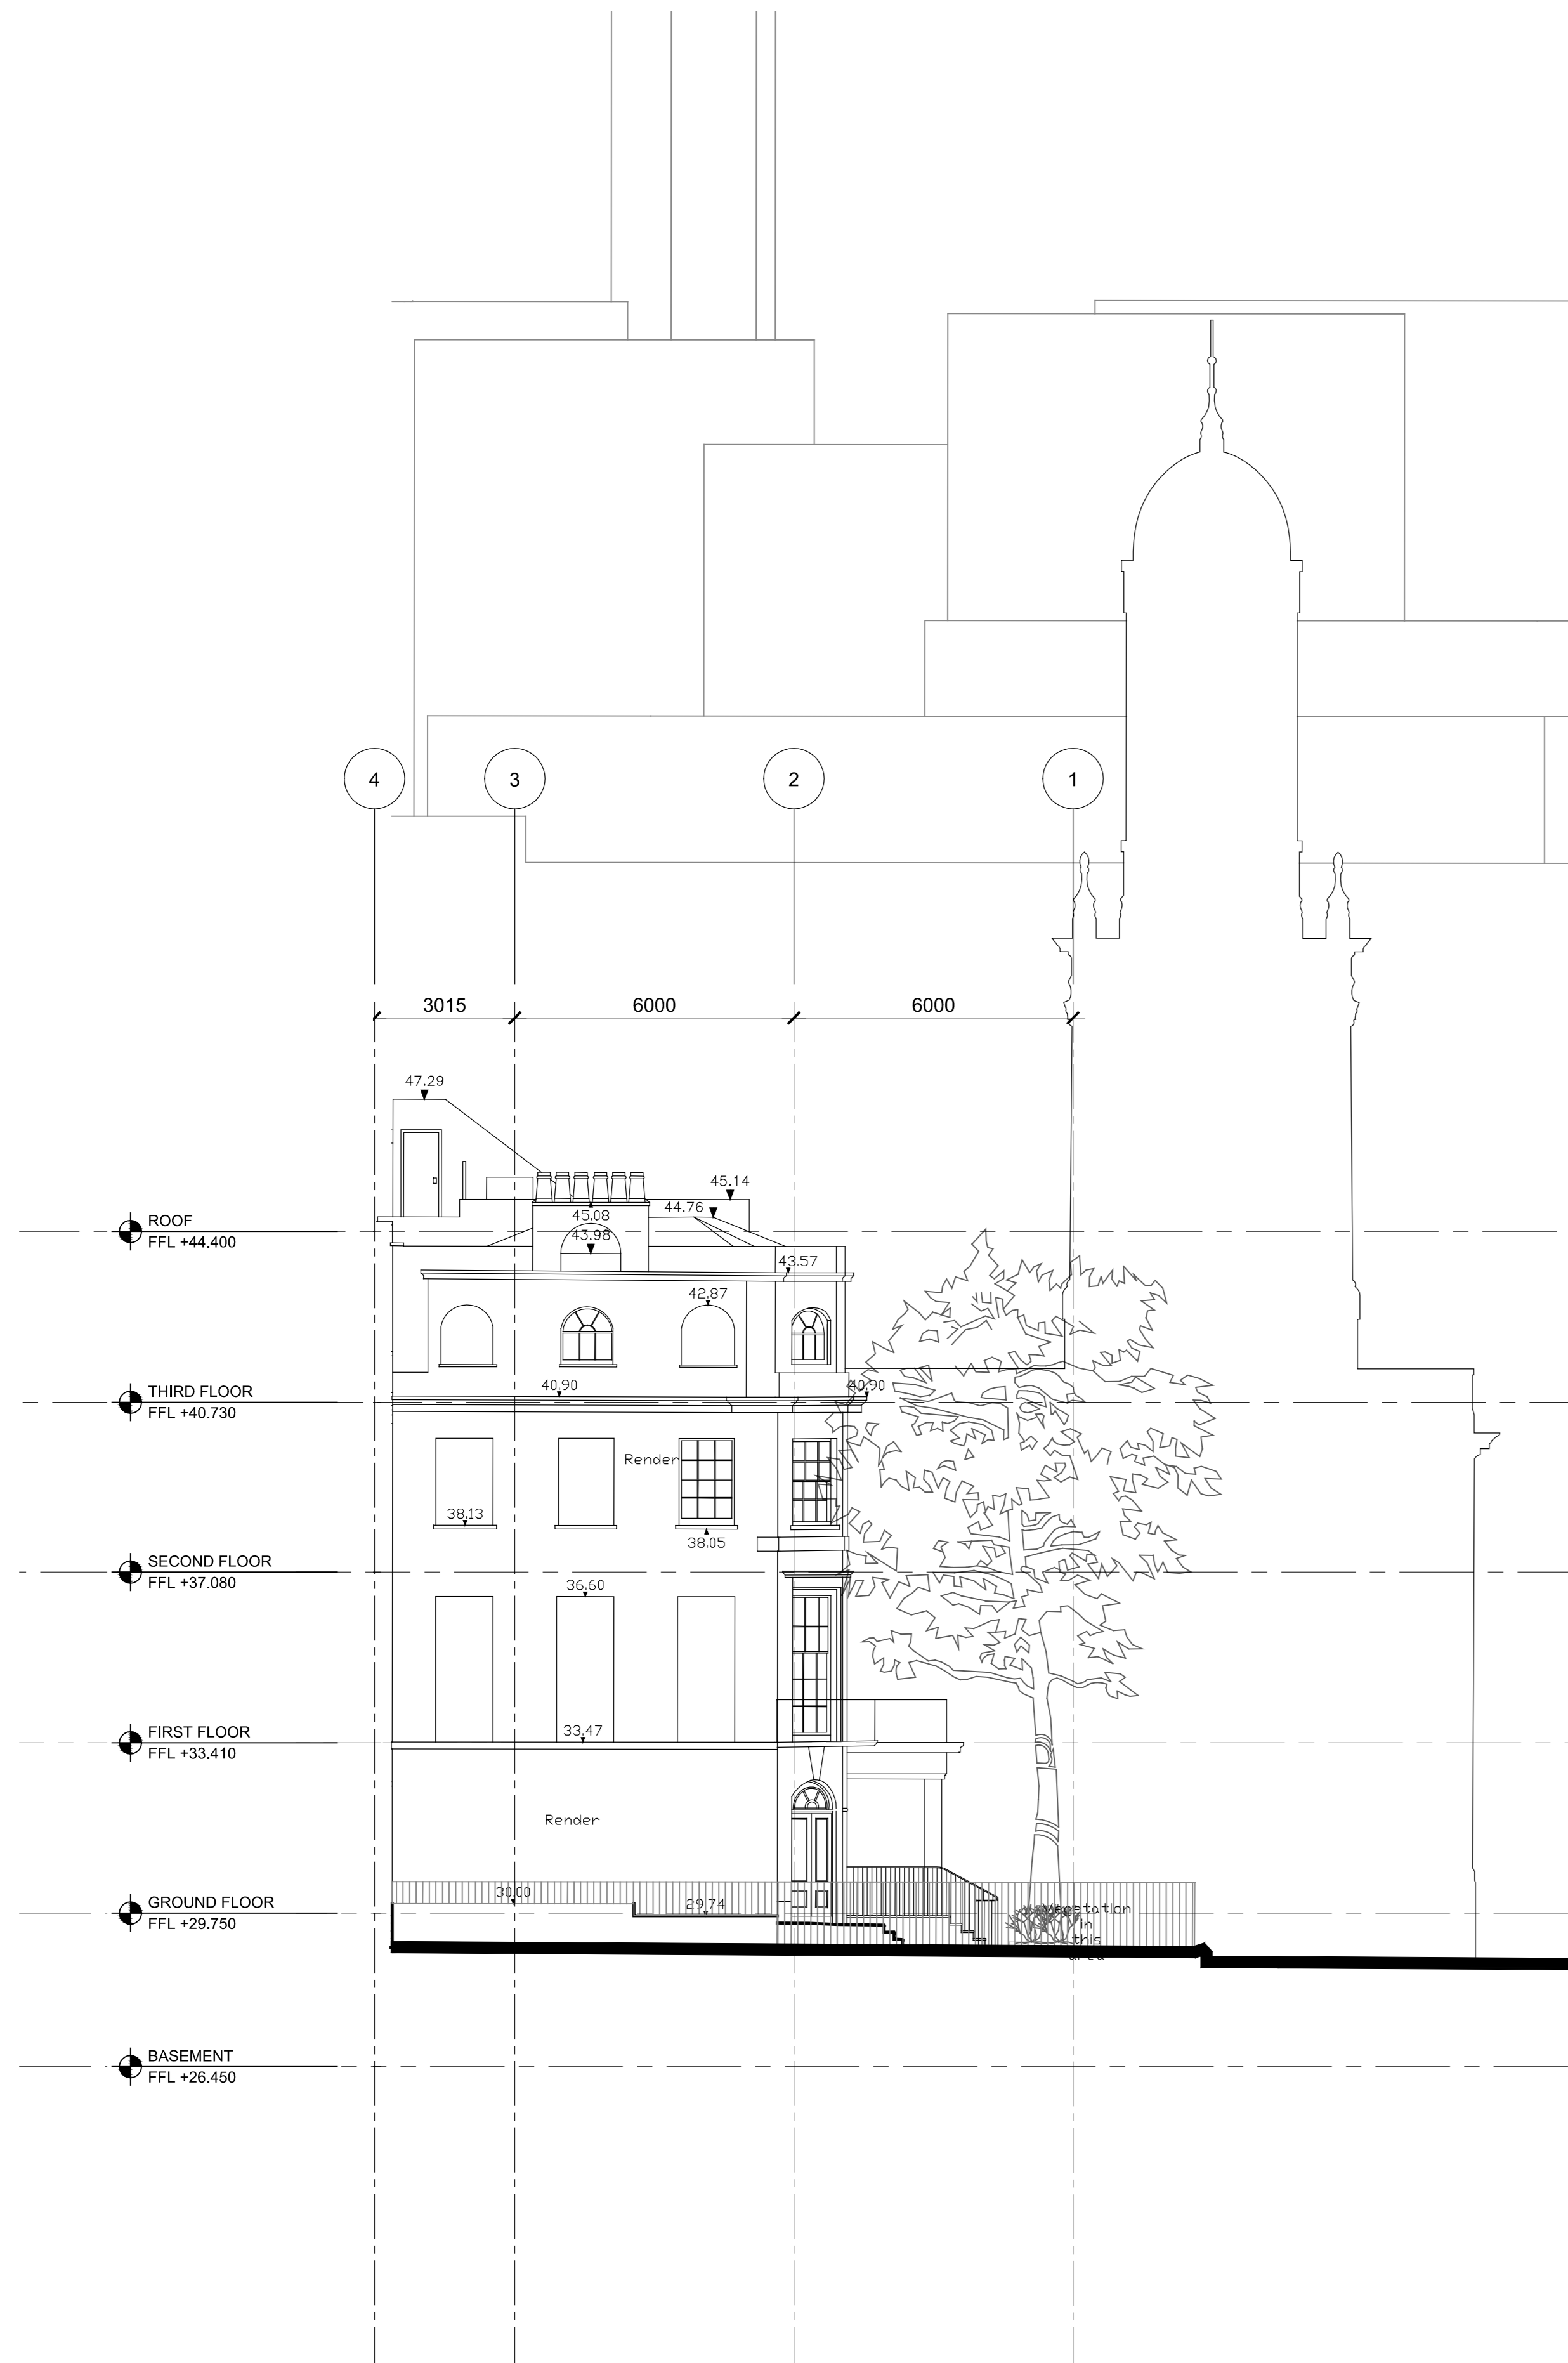 4
3
2
1
3015
6000
6000
47.29
45.14
44.76
ROOF
FFL +44.400
45.08
43.98
43.57
42.87
40.90
40.90
THIRD FLOOR
FFL +40.730
Render
38.13
38.05
SECOND FLOOR
FFL +37.080
36.60
33.47
FIRST FLOOR
FFL +33.410
Render
30.00
29.74
GROUND FLOOR
FFL +29.750
Vegetation
in
this
area
BASEMENT
FFL +26.450